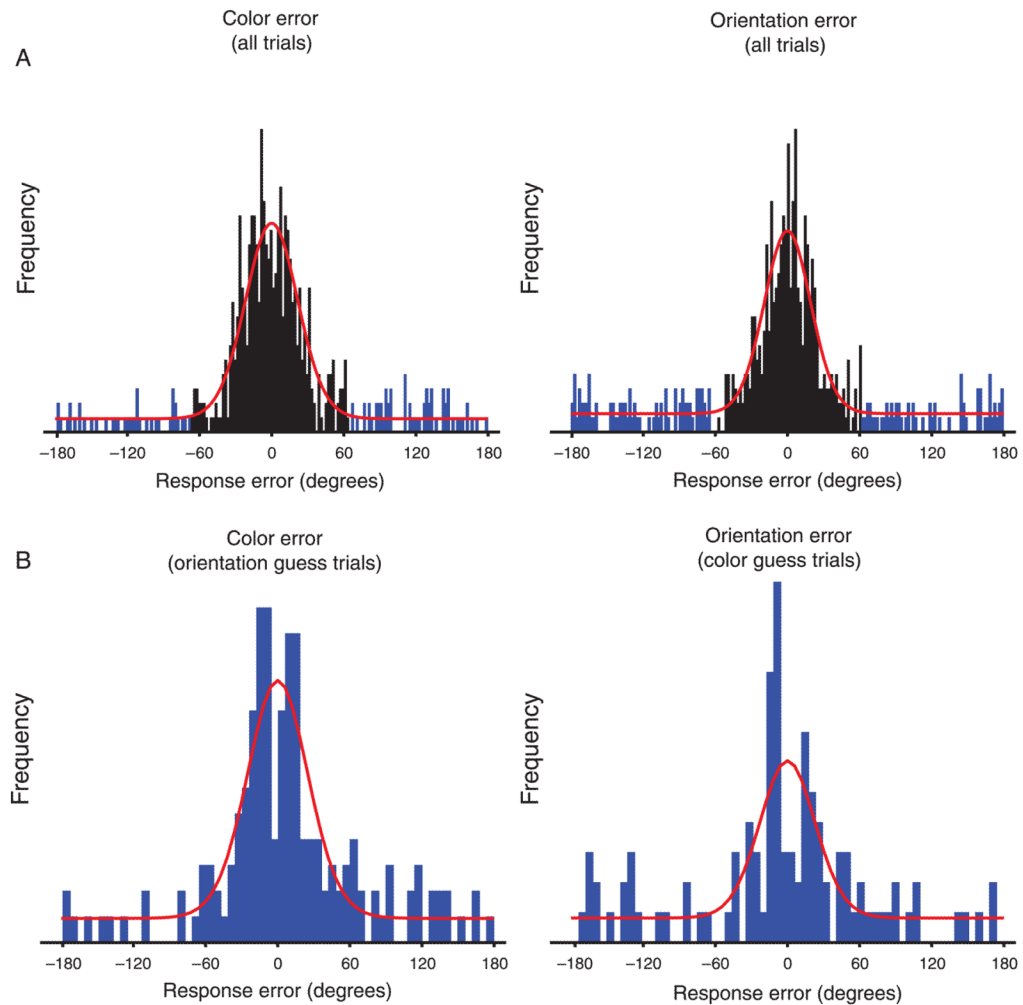 A
Color error
(all trials)
Frequency
−180 −120 −60 0 60 120 180
Response error (degrees)
Orientation error
(all trials)
Frequency
−180 −120 −60 0 60 120 180
Response error (degrees)
B
Color error
(orientation guess trials)
Frequency
−180 −120 −60 0 60 120 180
Response error (degrees)
Orientation error
(color guess trials)
Frequency
−180 −120 −60 0 60 120 180
Response error (degrees)